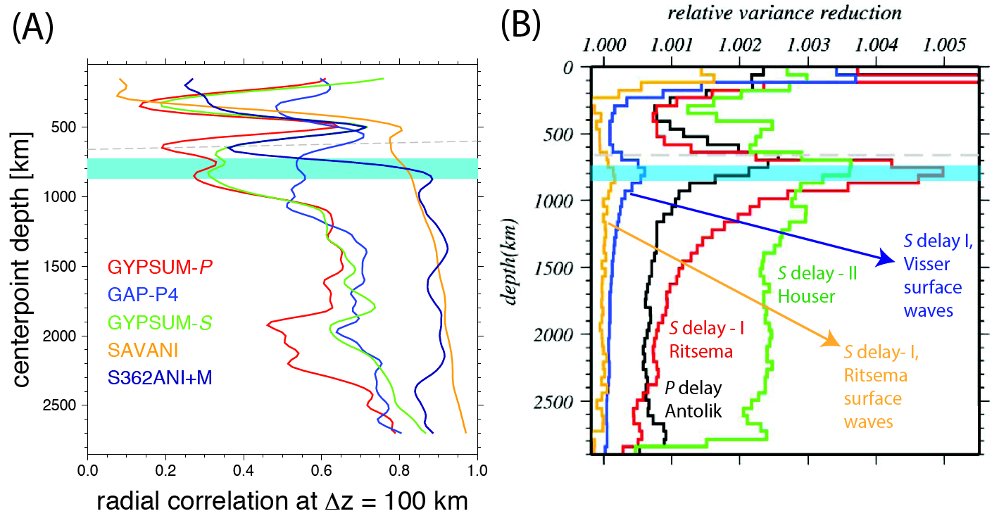 (A)
centerpoint depth [km]
500
1000
1500
2000
2500
GYPSUM-P
GAP-P4
GYPSUM-S
SAVANI
S362ANI+M
0.0 0.2 0.4 0.6 0.8 1.0
radial correlation at Δz = 100 km
(B)
relative variance reduction
1.000 1.001 1.002 1.003 1.004 1.005
depth(km)
0
500
1000
1500
2000
2500
S delay I,
Visser
surface
waves
S delay - II
Houser
S delay - I
Ritsema
S delay- I,
Ritsema
surface
waves
P delay
Antolik